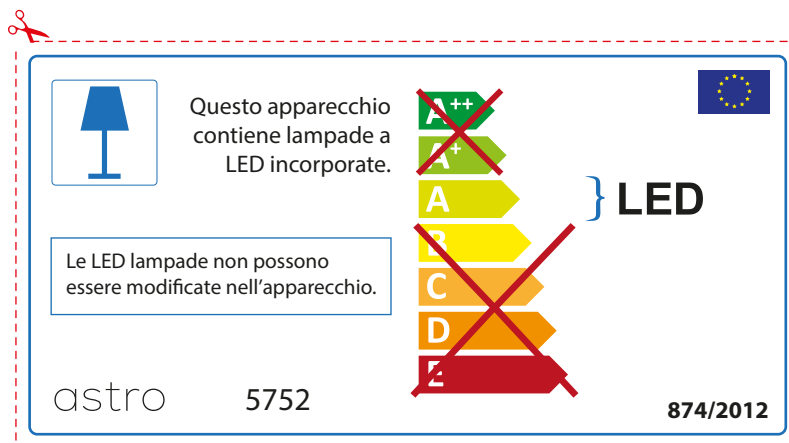 Questo apparecchio
contiene lampade a
LED incorporate.
A++
A+
A
B
C
D
E
LED
Le LED lampade non possono
essere modificate nell'apparecchio.
astro
5752
874/2012